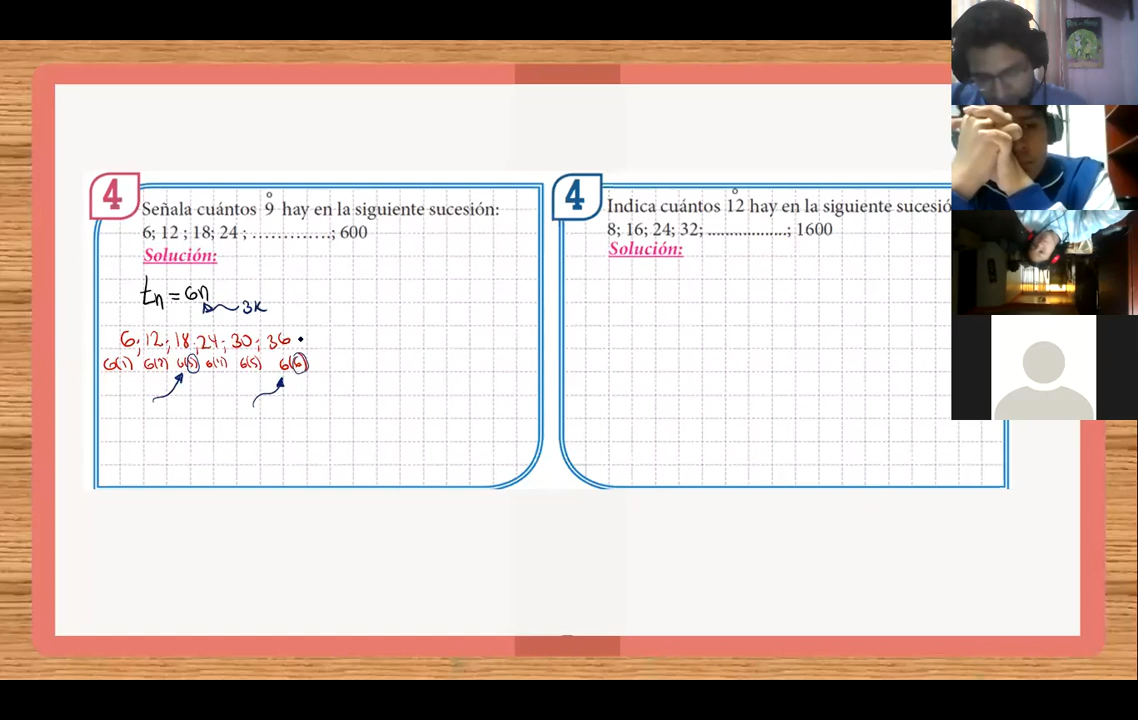 4
Señala cuántos 9̊ hay en la siguiente sucesión:
6; 12 ; 18; 24 ; .............; 600
Solución:
tn = 6n
3k
6; 12; 18; 24; 30; 36
6(1) 6(2) 6(3) 6(4) 6(5) 6(6)
4
Indica cuántos 12̊ hay en la siguiente sucesió
8; 16; 24; 32; ..................; 1600
Solución: